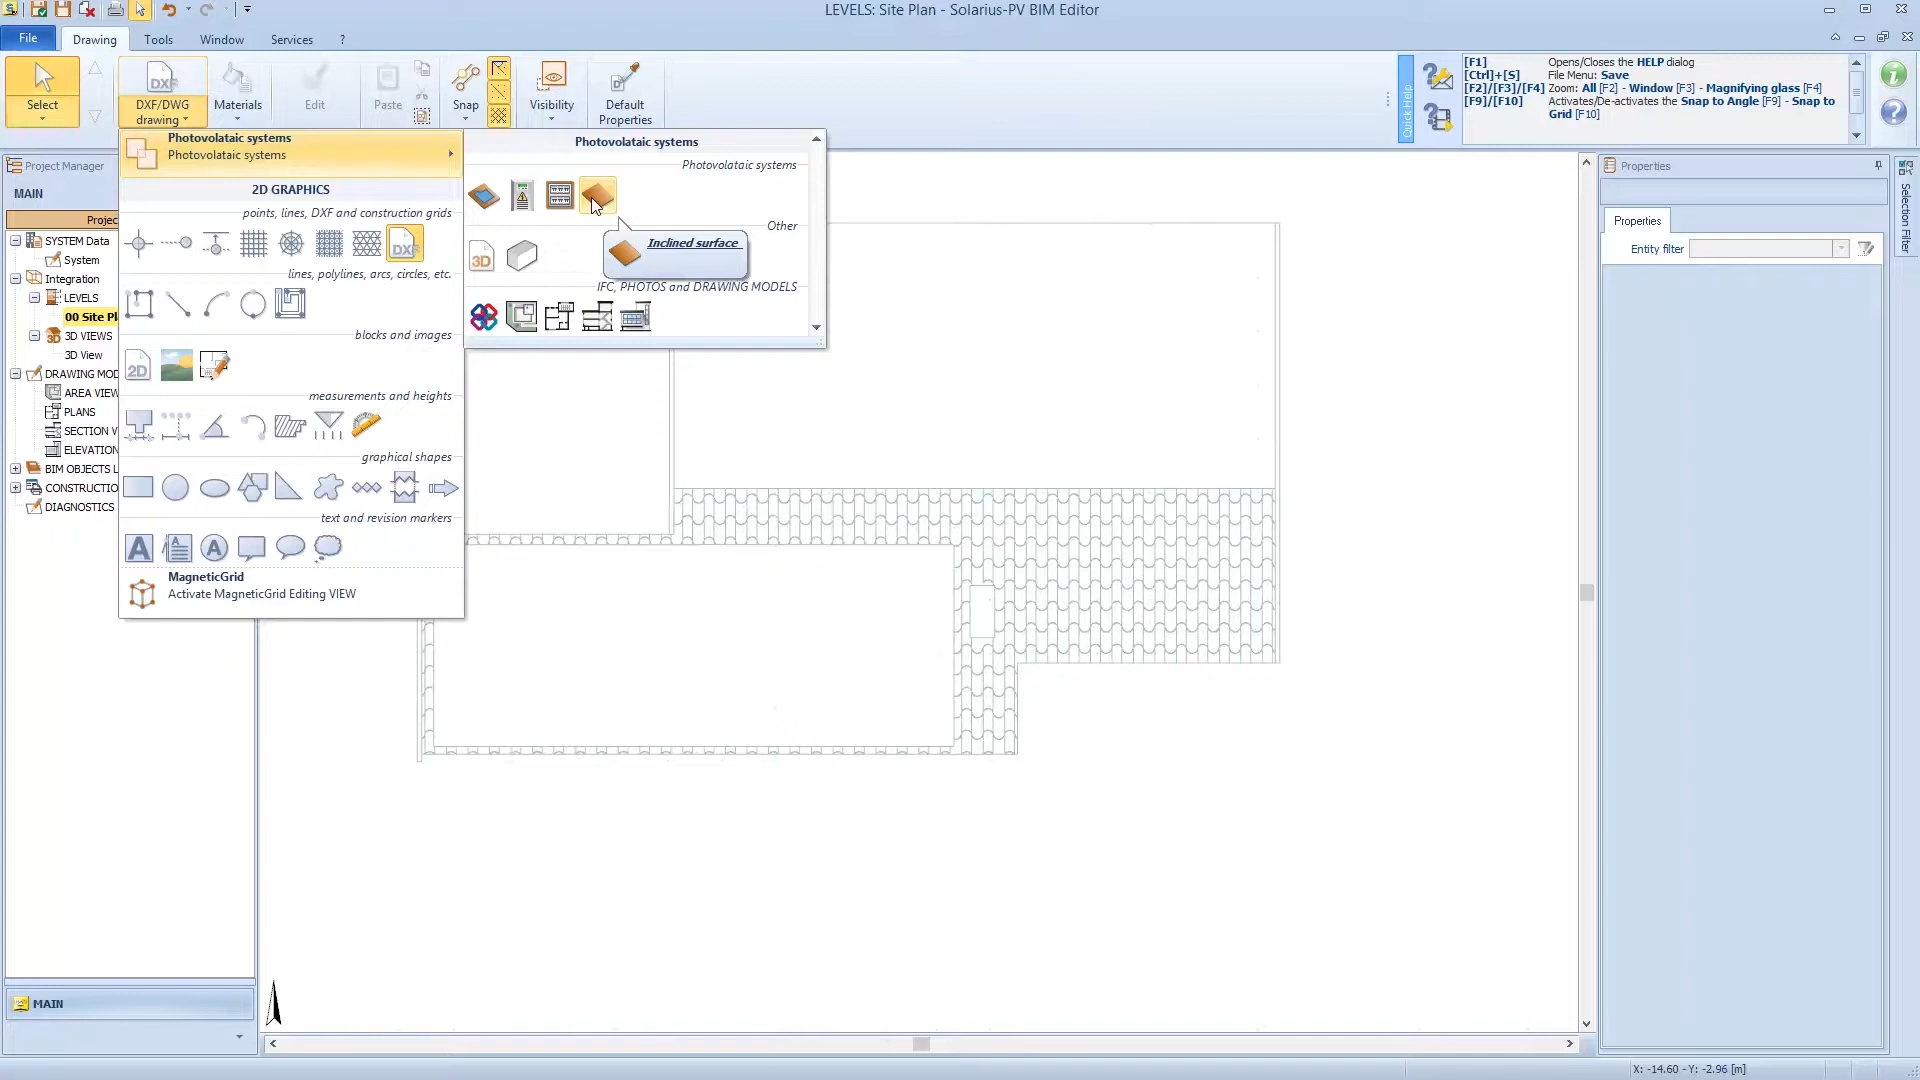 LEVELS: Site Plan - Solarius-PV BIM Editor
File
Drawing
Tools
Window
Services
?
Select
DXF/DWG
drawing
Materials
Edit
Paste
Snap
Visibility
Default
Properties
Quick Help
[F1] Opens/Closes the HELP dialog
[Ctrl]+[S] File Menu: Save
[F2]/[F3]/[F4] Zoom: All [F2] - Window [F3] - Magnifying glass [F4]
[F9]/[F10] Activates/De-activates the Snap to Angle [F9] - Snap to
Grid [F10]
Project Manager
MAIN
Projec
SYSTEM Data
System
Integration
LEVELS
00 Site Pl
3D VIEWS
3D View
DRAWING MOD
AREA VIEW
PLANS
SECTION V
ELEVATION
BIM OBJECTS L
CONSTRUCTIO
DIAGNOSTICS
MAIN
Photovolataic systems
Photovolataic systems
2D GRAPHICS
points, lines, DXF and construction grids
DXF
lines, polylines, arcs, circles, etc.
blocks and images
2D
measurements and heights
graphical shapes
text and revision markers
MagneticGrid
Activate MagneticGrid Editing VIEW
Photovolataic systems
Photovolataic systems
Other
3D
Inclined surface
IFC, PHOTOS and DRAWING MODELS
Properties
Properties
Entity filter
Selection Filter
X: -14.60 - Y: -2.96 [m]